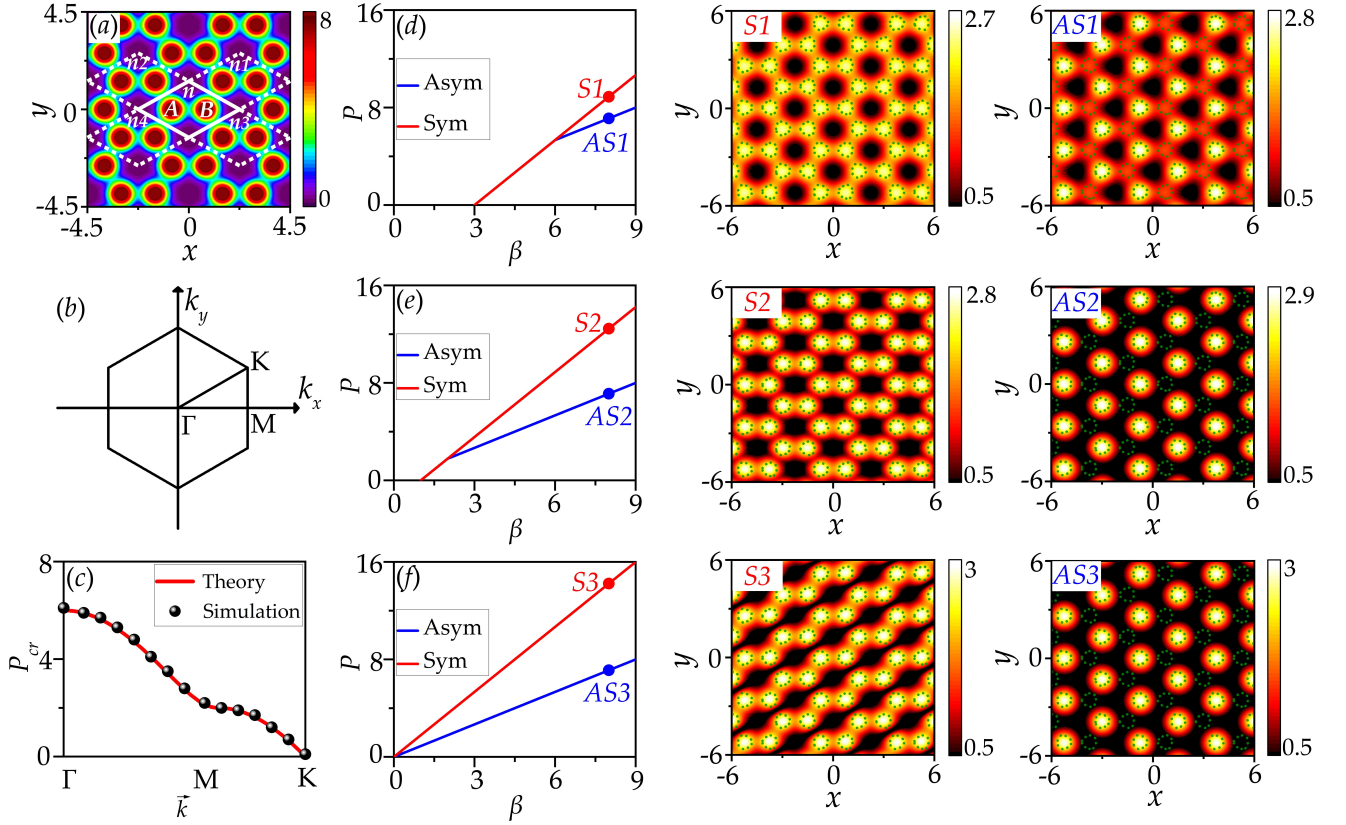 (a)
n2
n1
n
A
B
n4
n3
4.5
0
-4.5
y
-4.5
0
4.5
x
8
0
(d)
16
8
0
P
Asym
Sym
S1
AS1
0
3
6
9
β
S1
6
0
-6
y
-6
0
6
x
2.7
0.5
AS1
6
0
-6
y
-6
0
6
x
2.8
0.5
(b)
k_y
K
k_x
Γ
M
(e)
16
8
0
P
Asym
Sym
S2
AS2
0
3
6
9
β
S2
6
0
-6
y
-6
0
6
x
2.8
0.5
AS2
6
0
-6
y
-6
0
6
x
2.9
0.5
(c)
8
4
0
P_cr
Theory
Simulation
Γ
M
K
k⃗
(f)
16
8
0
P
Asym
Sym
S3
AS3
0
3
6
9
β
S3
6
0
-6
y
-6
0
6
x
3
0.5
AS3
6
0
-6
y
-6
0
6
x
3
0.5